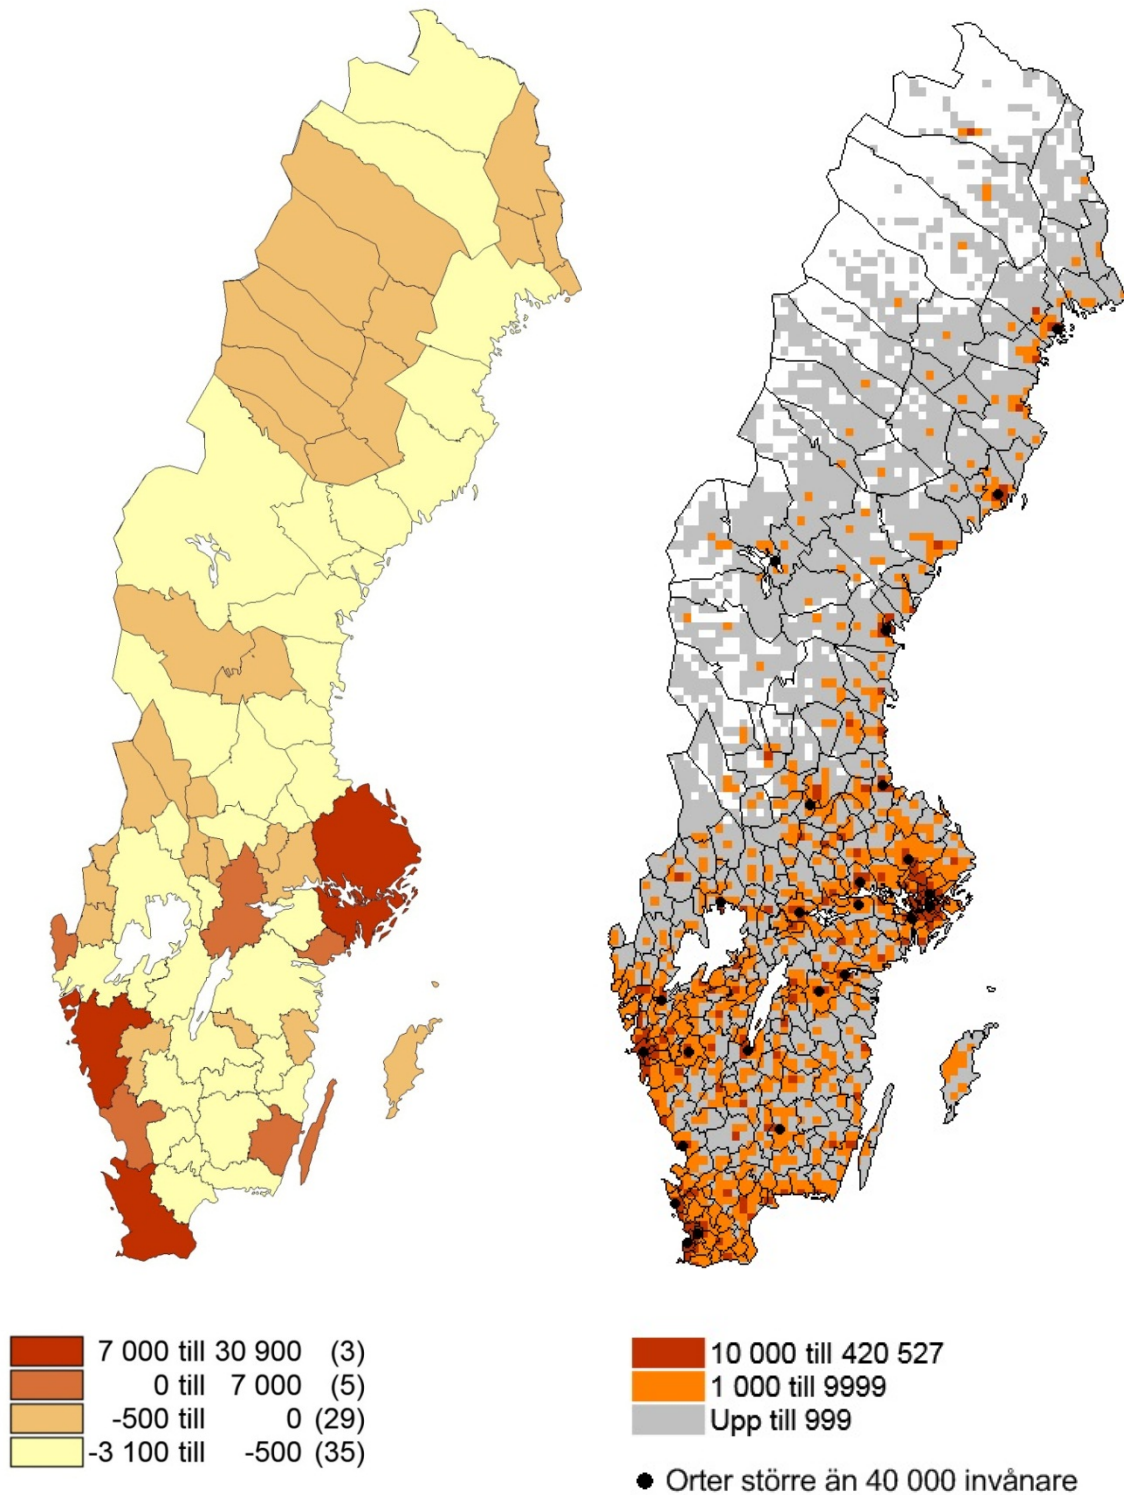 7 000 till 30 900 (3)
0 till 7 000 (5)
-500 till 0 (29)
-3 100 till -500 (35)
10 000 till 420 527
1 000 till 9999
Upp till 999
Orter större än 40 000 invånare